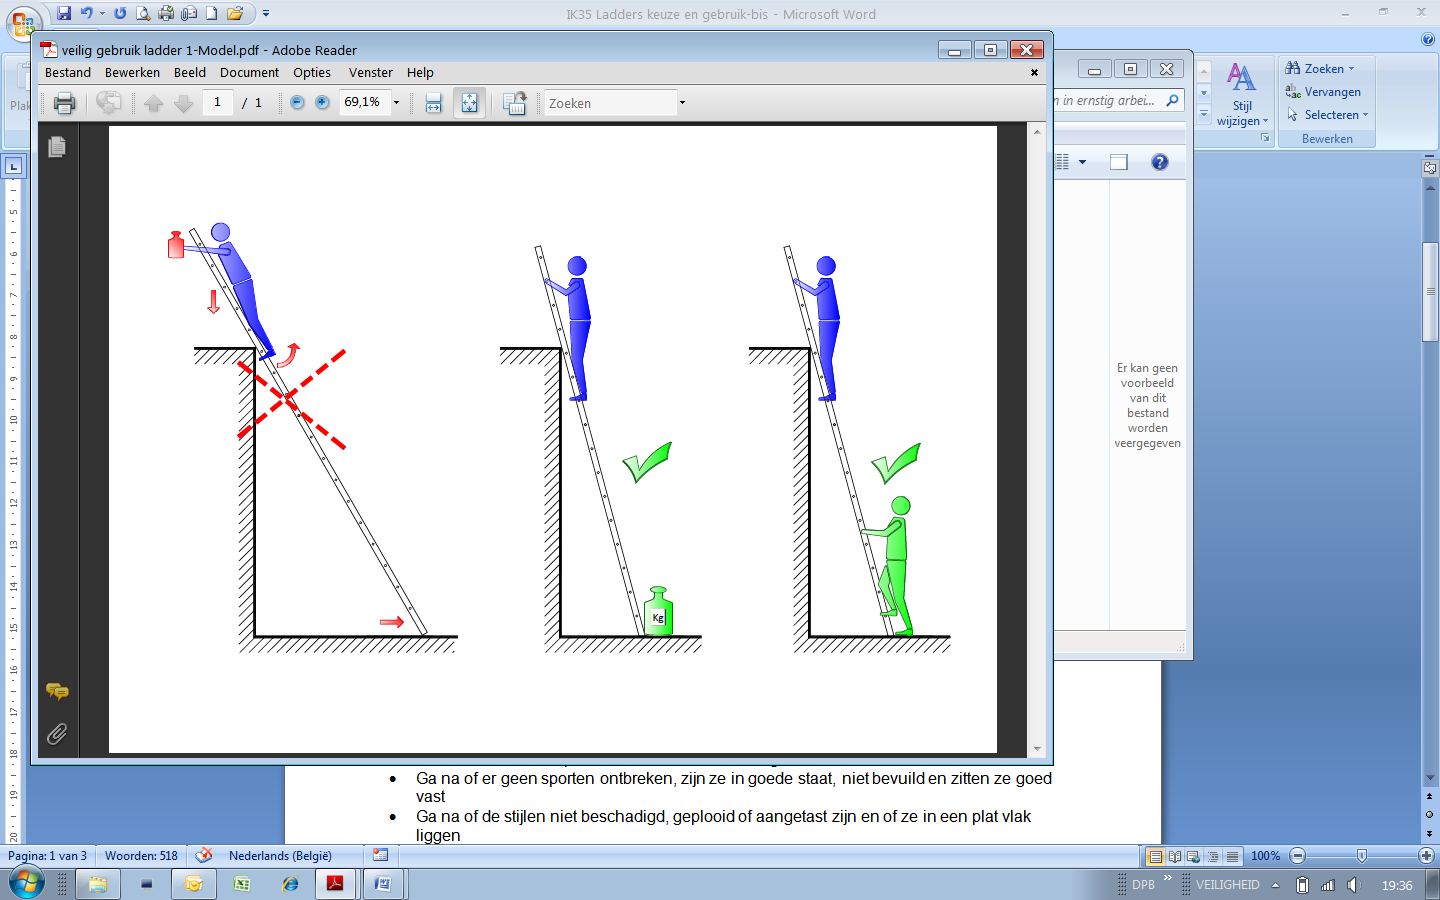 IK35 Ladders keuze en gebruik-bis - Microsoft Word
veilig gebruik ladder 1-Model.pdf - Adobe Reader
Bestand Bewerken Beeld Document Opties Venster Help
1 / 1 69,1% Zoeken
n in ernstig arbei...
Stijl
wijzigen
Zoeken
Vervangen
Selecteren
Bewerken
Kg
Er kan geen
voorbeeld
van dit
bestand
worden
weergegeven
Ga na of er geen sporten ontbreken, zijn ze in goede staat, niet bevuild en zitten ze goed
vast
Ga na of de stijlen niet beschadigd, geplooid of aangetast zijn en of ze in een plat vlak
liggen
Pagina: 1 van 3 Woorden: 518 Nederlands (België) 100%
DPB VEILIGHEID 19:36